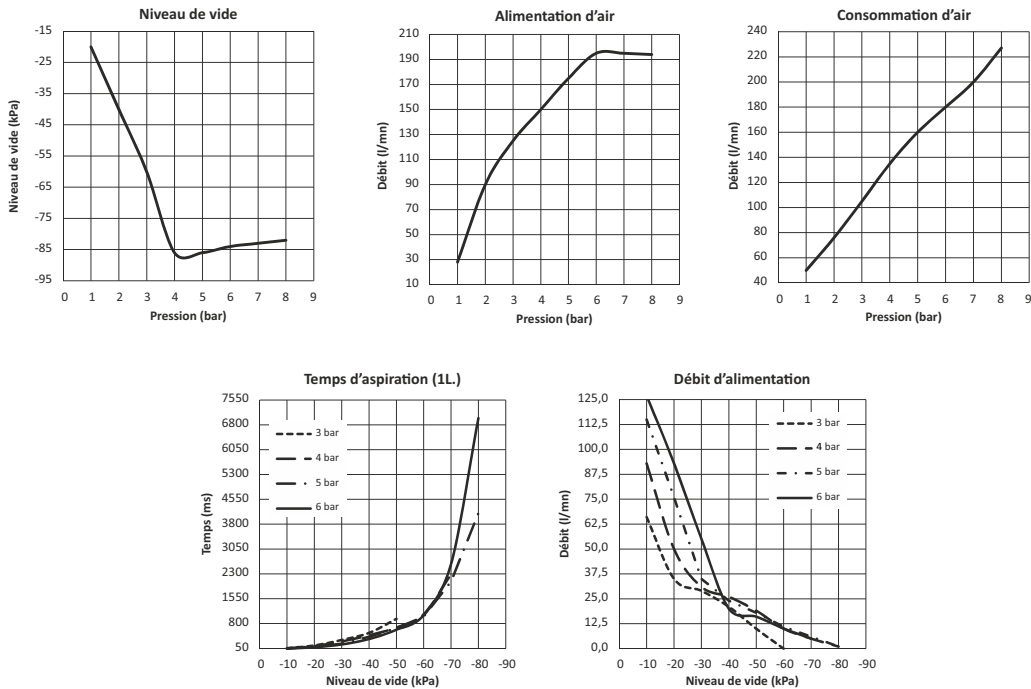 Niveau de vide
Niveau de vide (kPa)
-15
-25
-35
-45
-55
-65
-75
-85
-95
0 1 2 3 4 5 6 7 8 9
Pression (bar)
Alimentation d'air
Débit (l/mn)
210
190
170
150
130
110
90
70
50
30
10
0 1 2 3 4 5 6 7 8 9
Pression (bar)
Consommation d'air
Débit (l/mn)
240
220
200
180
160
140
120
100
80
60
40
0 1 2 3 4 5 6 7 8 9
Pression (bar)
Temps d'aspiration (1L.)
Temps (ms)
7550
6800
6050
5300
4550
3800
3050
2300
1550
800
50
3 bar
4 bar
5 bar
6 bar
0 -10 -20 -30 -40 -50 -60 -70 -80 -90
Niveau de vide (kPa)
Débit d'alimentation
Débit (l/mn)
125,0
112,5
100,0
87,5
75,0
62,5
50,0
37,5
25,0
12,5
0,0
3 bar
4 bar
5 bar
6 bar
0 -10 -20 -30 -40 -50 -60 -70 -80 -90
Niveau de vide (kPa)